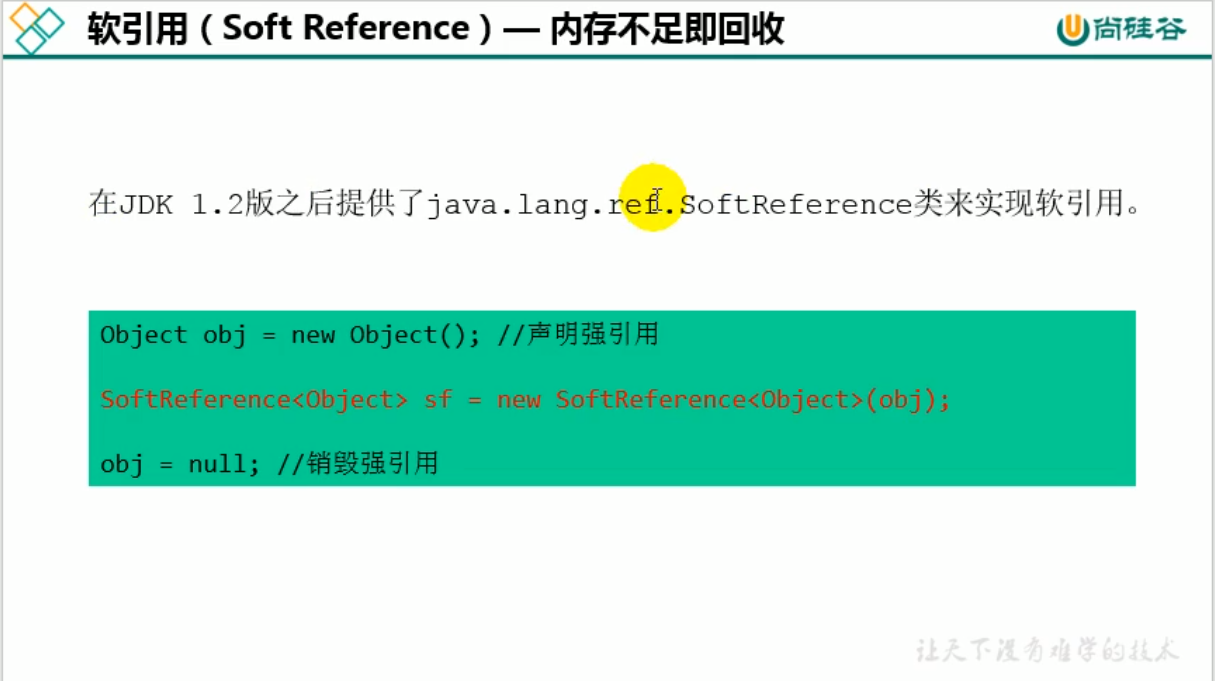 软引用（Soft Reference）— 内存不足即回收
尚硅谷
在JDK 1.2版之后提供了java.lang.ref.SoftReference类来实现软引用。
Object obj = new Object(); //声明强引用
SoftReference<Object> sf = new SoftReference<Object>(obj);
obj = null; //销毁强引用
让天下没有难学的技术